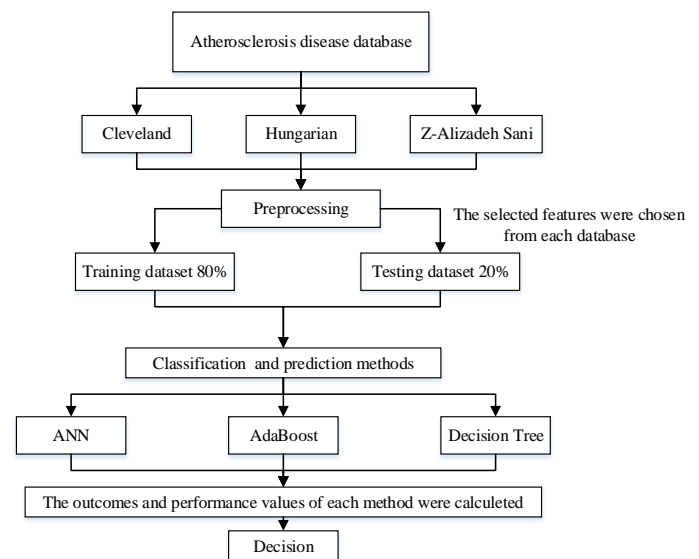 Atherosclerosis disease database
Cleveland
Hungarian
Z-Alizadeh Sani
Preprocessing
The selected features were chosen
from each database
Training dataset 80%
Testing dataset 20%
Classification and prediction methods
ANN
AdaBoost
Decision Tree
The outcomes and performance values of each method were calculeted
Decision